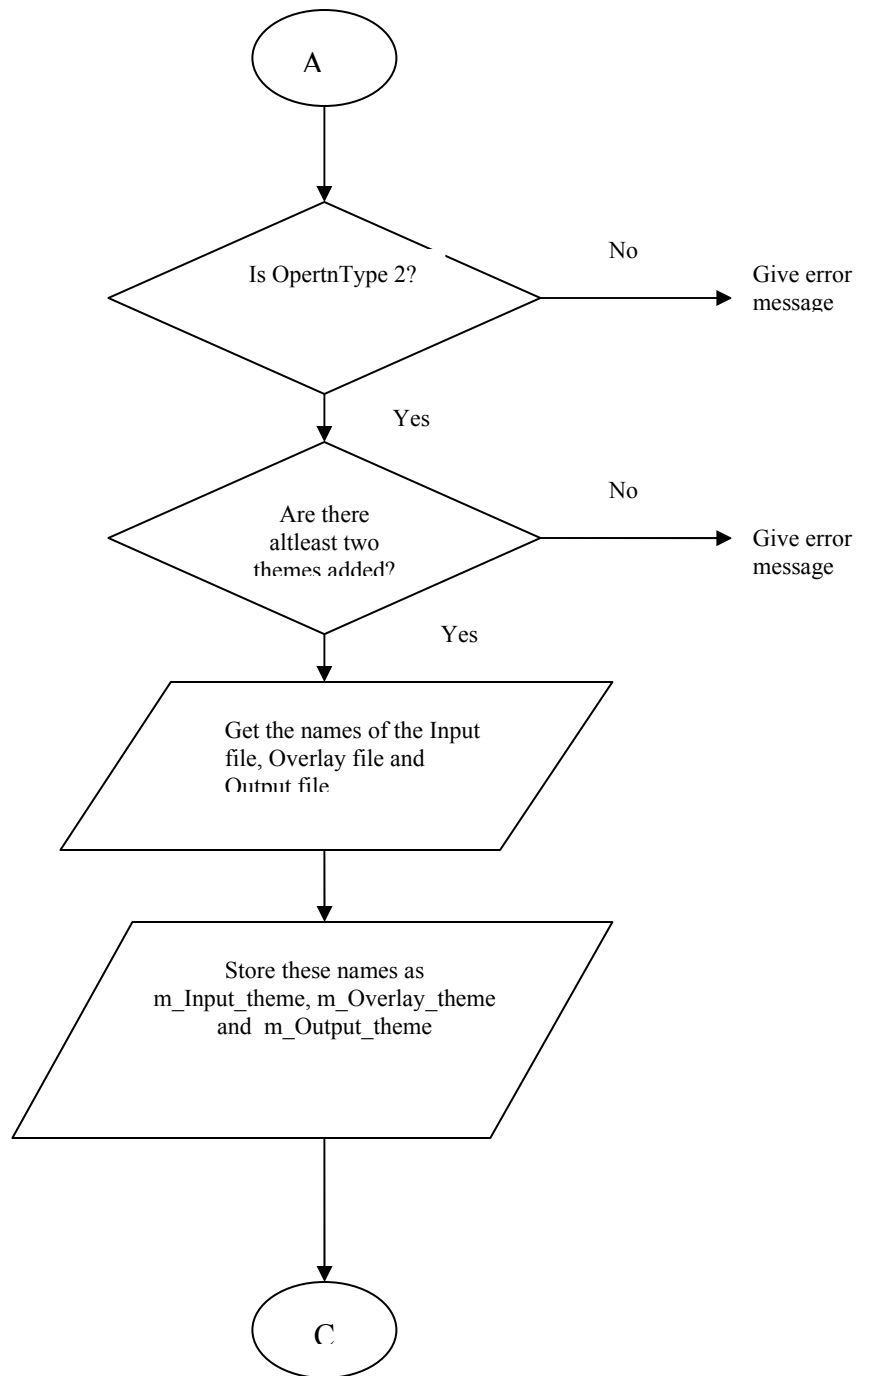 A
Is OpertnType 2?
No
Give error
message
Yes
Are there
altleast two
themes added?
No
Give error
message
Yes
Get the names of the Input
file, Overlay file and
Output file
Store these names as
m_Input_theme, m_Overlay_theme
and m_Output_theme
C